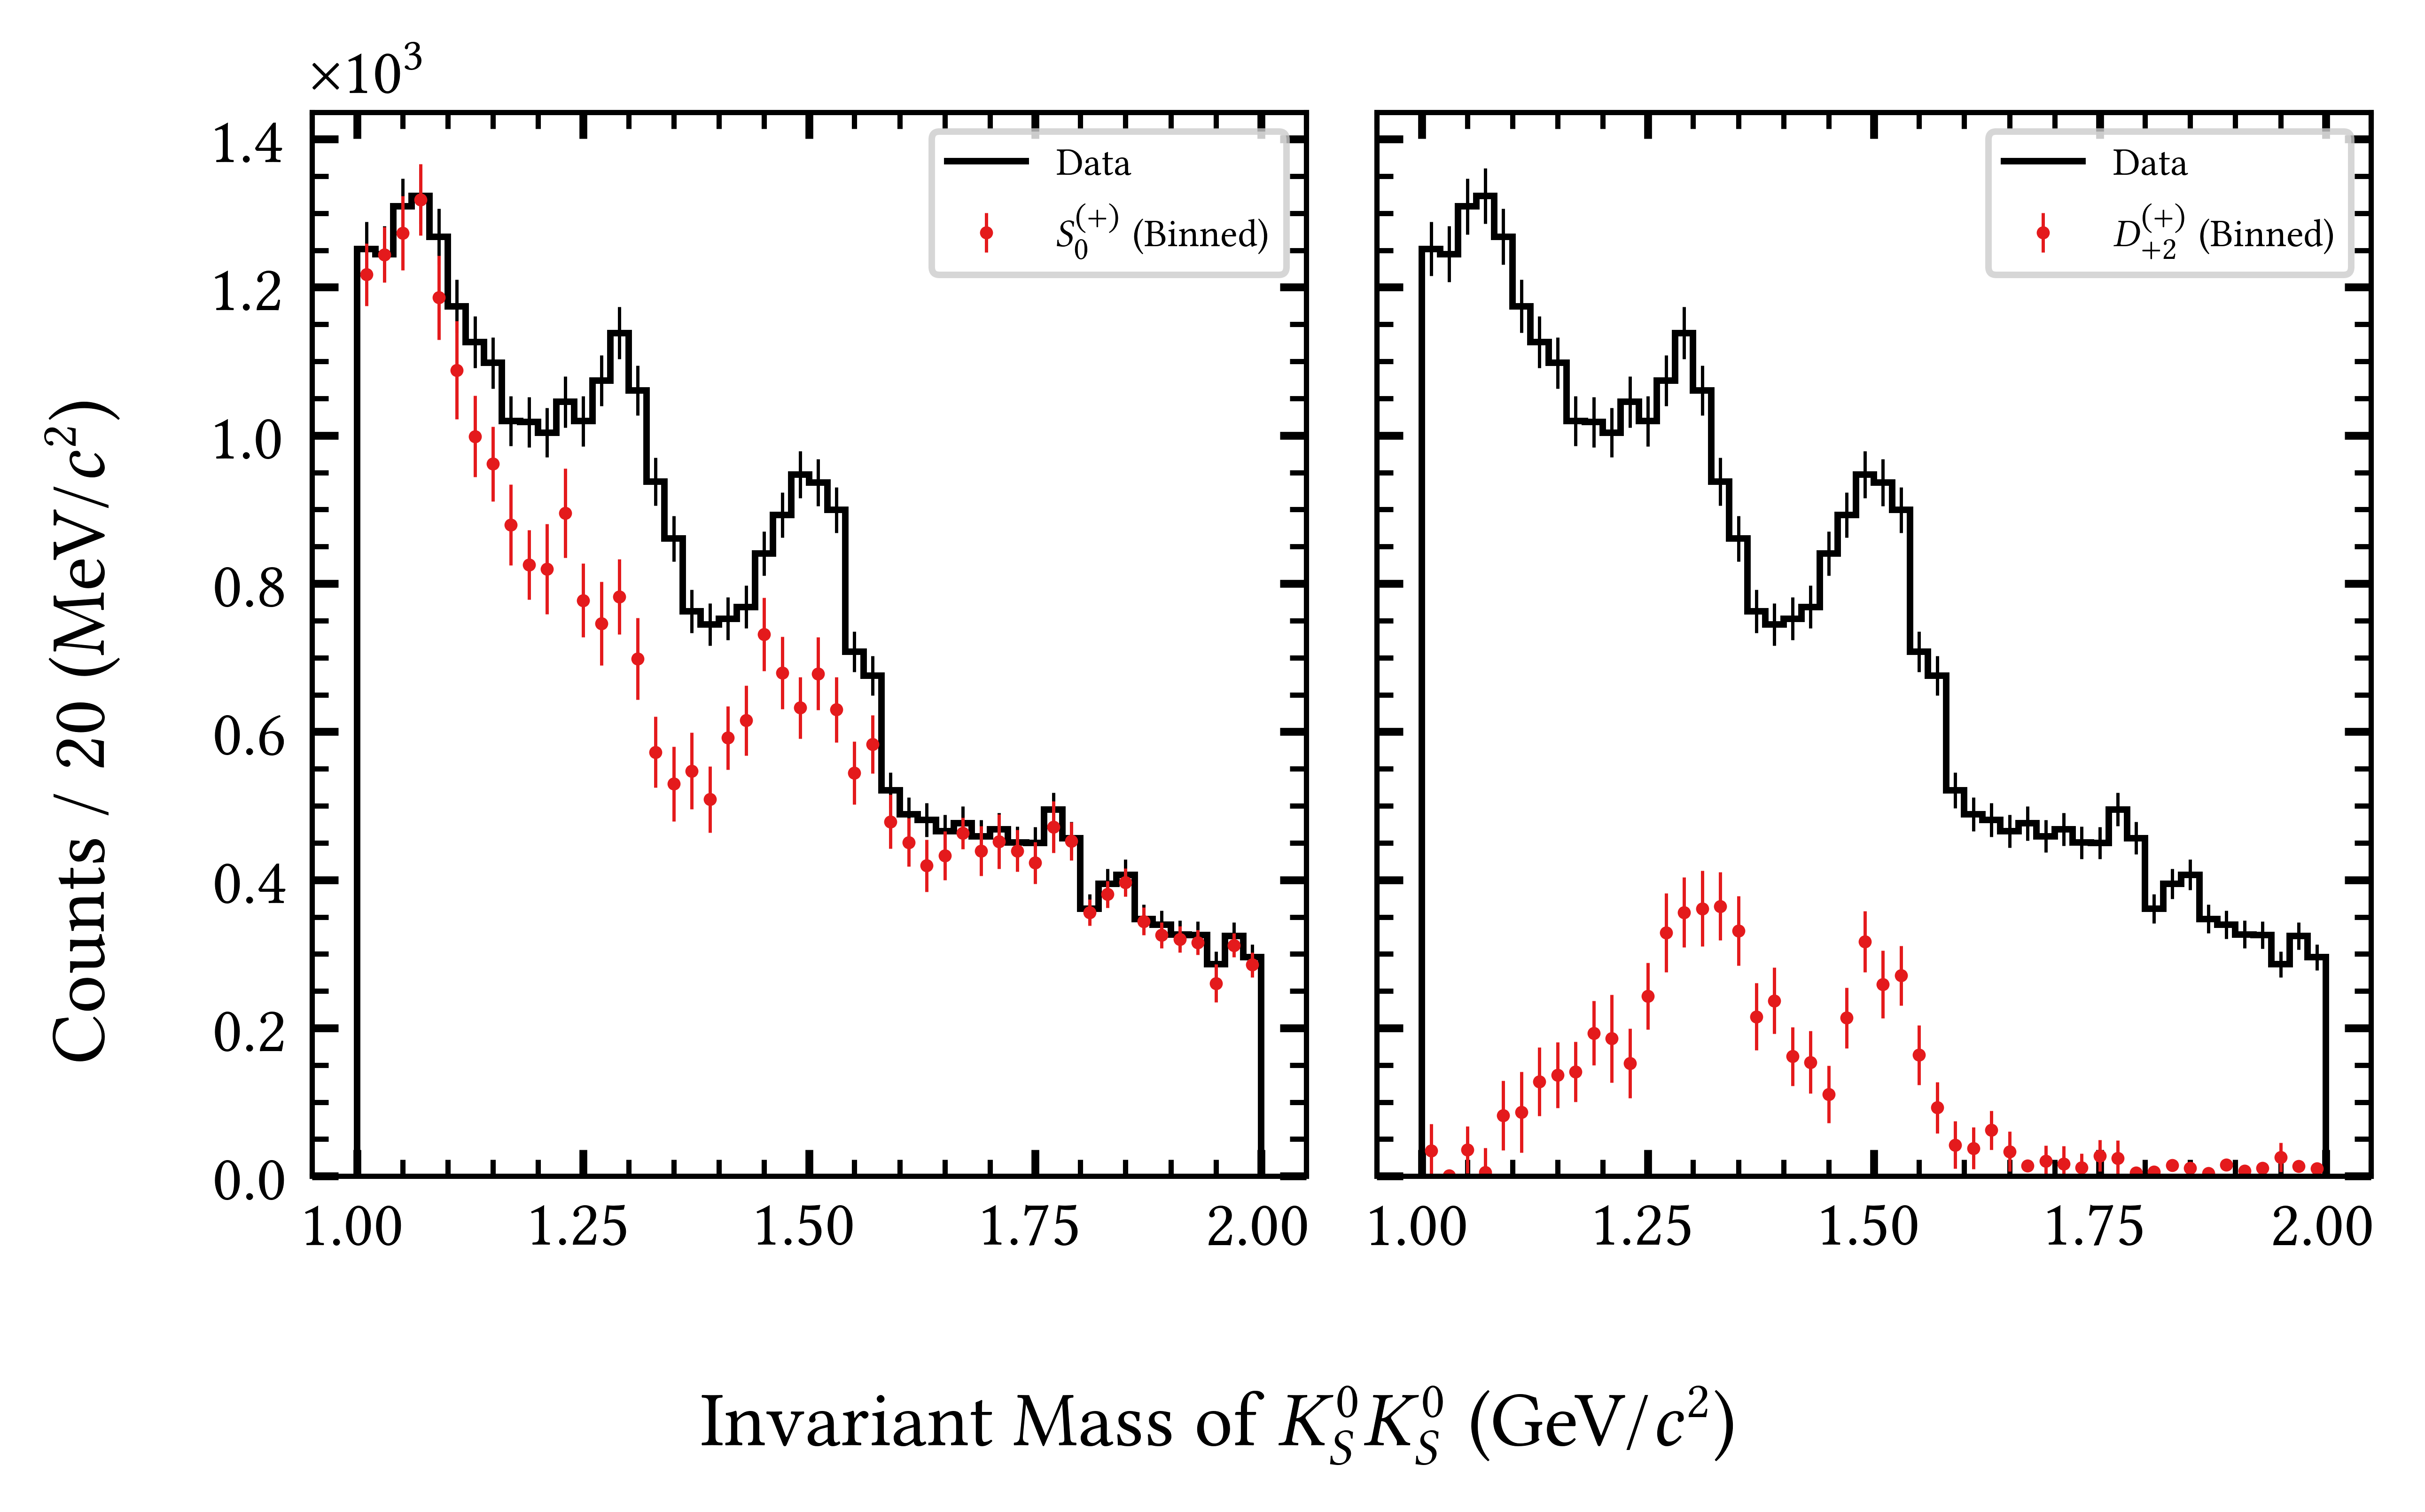 ×10³
Counts / 20 (MeV/c²)
1.4
1.2
1.0
0.8
0.6
0.4
0.2
0.0
Data
S₀⁽⁺⁾ (Binned)
1.00 1.25 1.50 1.75 2.00
Data
D₊₂⁽⁺⁾ (Binned)
1.00 1.25 1.50 1.75 2.00
Invariant Mass of K⁰_S K⁰_S (GeV/c²)